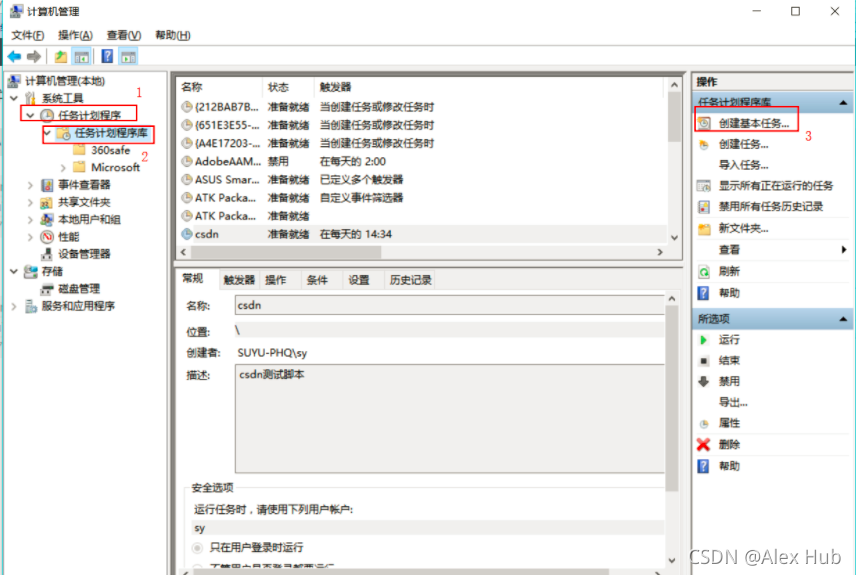 计算机管理
文件(F) 操作(A) 查看(V) 帮助(H)
计算机管理(本地)
系统工具
1
任务计划程序
任务计划程序库
2
360safe
Microsoft
事件查看器
共享文件夹
本地用户和组
性能
设备管理器
存储
磁盘管理
服务和应用程序
名称 状态 触发器
{212BAB7B... 准备就绪 当创建任务或修改任务时
{651E3E55-... 准备就绪 当创建任务或修改任务时
{A4E17203-... 准备就绪 当创建任务或修改任务时
AdobeAAM... 禁用 在每天的 2:00
ASUS Smar... 准备就绪 已定义多个触发器
ATK Packa... 准备就绪 自定义事件筛选器
ATK Packa... 准备就绪
csdn 准备就绪 在每天的 14:34
常规 触发器 操作 条件 设置 历史记录
名称: csdn
位置: \
创建者: SUYU-PHQ\sy
描述: csdn测试脚本
安全选项
运行任务时，请使用下列用户帐户:
sy
只在用户登录时运行
不管用户是否登录都要运行
操作
任务计划程序库
创建基本任务...
3
创建任务...
导入任务...
显示所有正在运行的任务
禁用所有任务历史记录
新文件夹...
查看
刷新
帮助
所选项
运行
结束
禁用
导出...
属性
删除
帮助
CSDN @Alex Hub